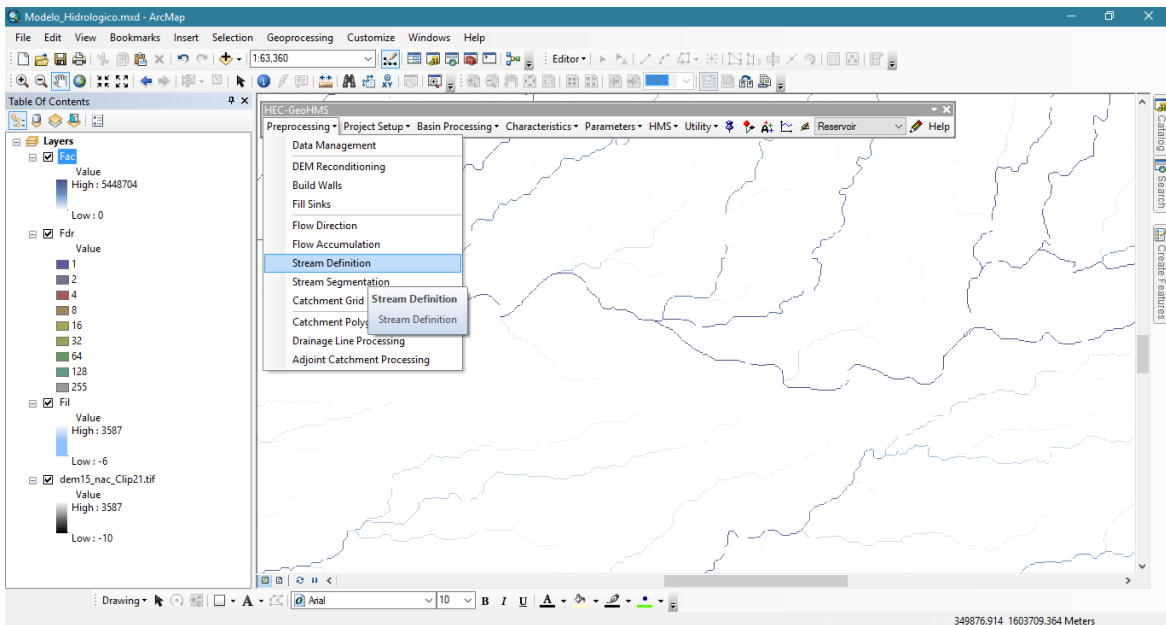 Modelo_Hidrologico.mxd - ArcMap
File Edit View Bookmarks Insert Selection Geoprocessing Customize Windows Help
1:63,360
Editor
100%
Table Of Contents
Layers
Fac
Value
High : 5448704
Low : 0
Fdr
Value
1
2
4
8
16
32
64
128
255
Fil
Value
High : 3587
Low : -6
dem15_nac_Clip21.tif
Value
High : 3587
Low : -10
HEC-GeoHMS
Preprocessing Project Setup Basin Processing Characteristics Parameters HMS Utility Reservoir Help
Data Management
DEM Reconditioning
Build Walls
Fill Sinks
Flow Direction
Flow Accumulation
Stream Definition
Stream Segmentation
Catchment Grid
Catchment Polyg
Drainage Line Processing
Adjoint Catchment Processing
Stream Definition
Stream Definition
Catalog
Search
Create Features
Drawing A Arial 10 B I U A
349876.914 1603709.364 Meters